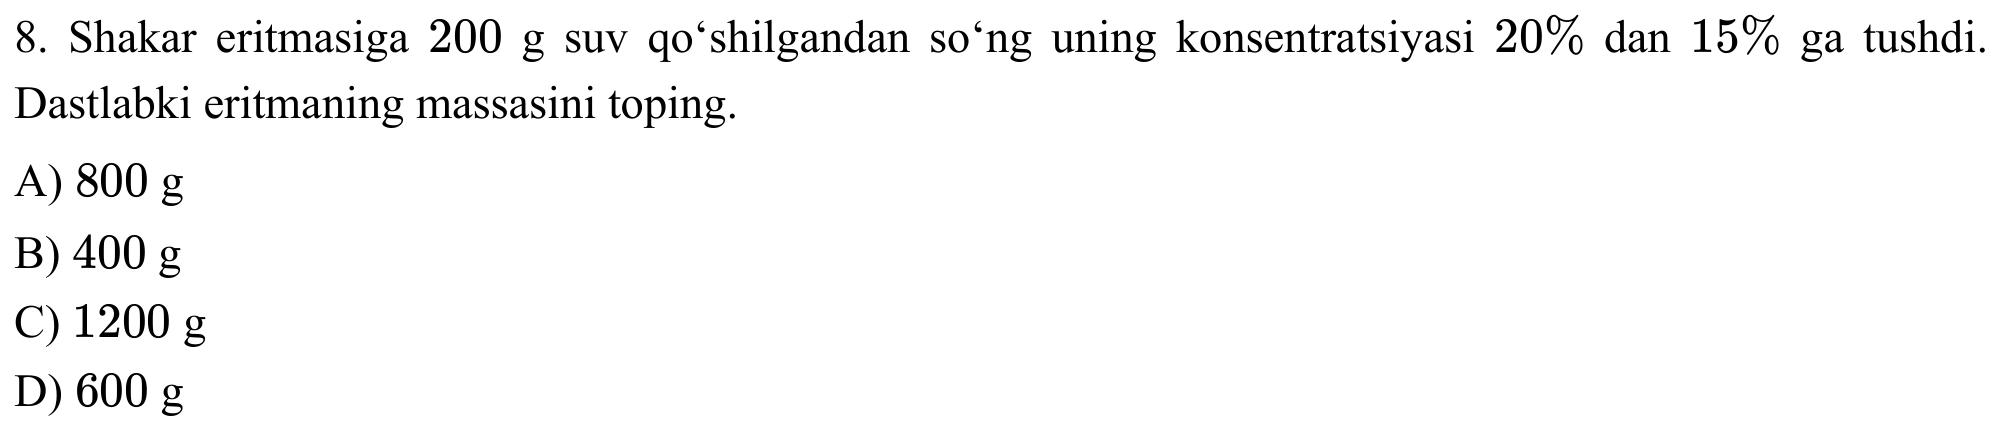 8. Shakar eritmasiga 200 g suv qo‘shilgandan so‘ng uning konsentratsiyasi 20% dan 15% ga tushdi.
Dastlabki eritmaning massasini toping.
A) 800 g
B) 400 g
C) 1200 g
D) 600 g